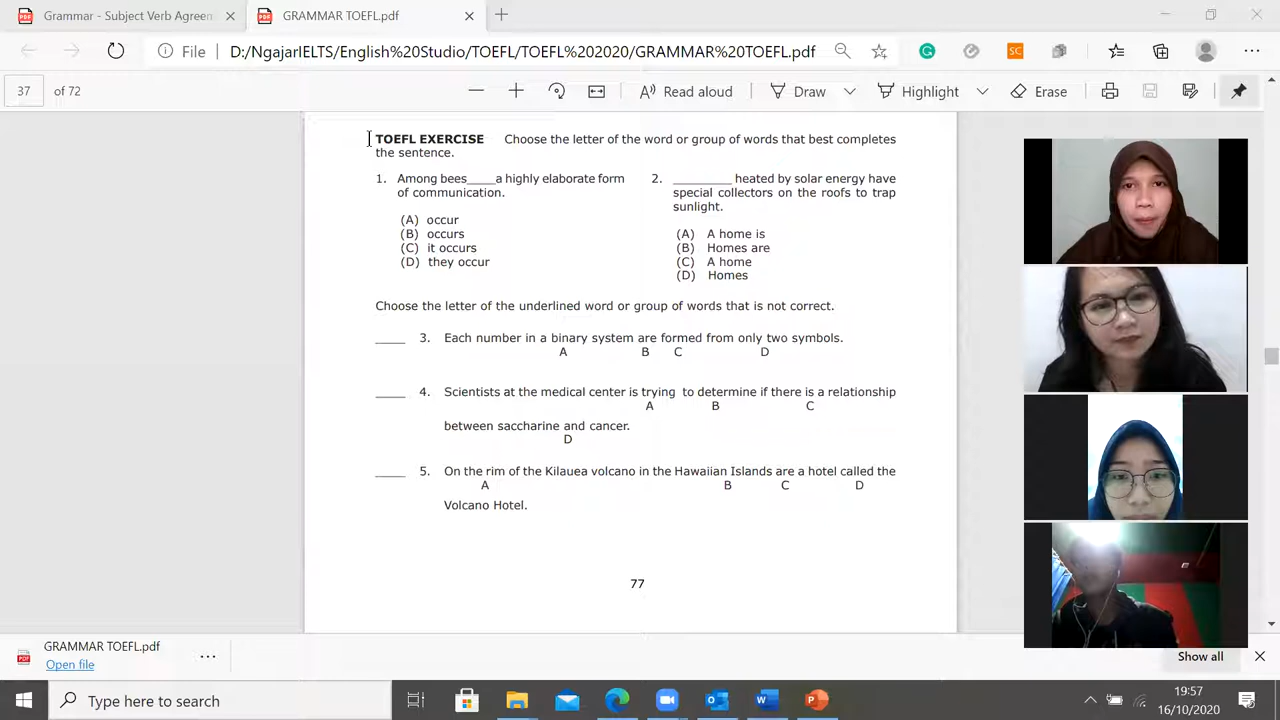 Grammar - Subject Verb Agreen
GRAMMAR TOEFL.pdf
File
D:/NgajarIELTS/English%20Studio/TOEFL/TOEFL%202020/GRAMMAR%20TOEFL.pdf
SC
37 of 72
Read aloud
Draw
Highlight
Erase
TOEFL EXERCISE Choose the letter of the word or group of words that best completes
the sentence.
1. Among bees____a highly elaborate form
of communication.
(A) occur
(B) occurs
(C) it occurs
(D) they occur
2. ________ heated by solar energy have
special collectors on the roofs to trap
sunlight.
(A) A home is
(B) Homes are
(C) A home
(D) Homes
Choose the letter of the underlined word or group of words that is not correct.
____ 3. Each number in a binary system are formed from only two symbols.
A B C D
____ 4. Scientists at the medical center is trying to determine if there is a relationship
A B C
between saccharine and cancer.
D
____ 5. On the rim of the Kilauea volcano in the Hawaiian Islands are a hotel called the
A B C D
Volcano Hotel.
77
GRAMMAR TOEFL.pdf
Open file
Show all
Type here to search
19:57
16/10/2020